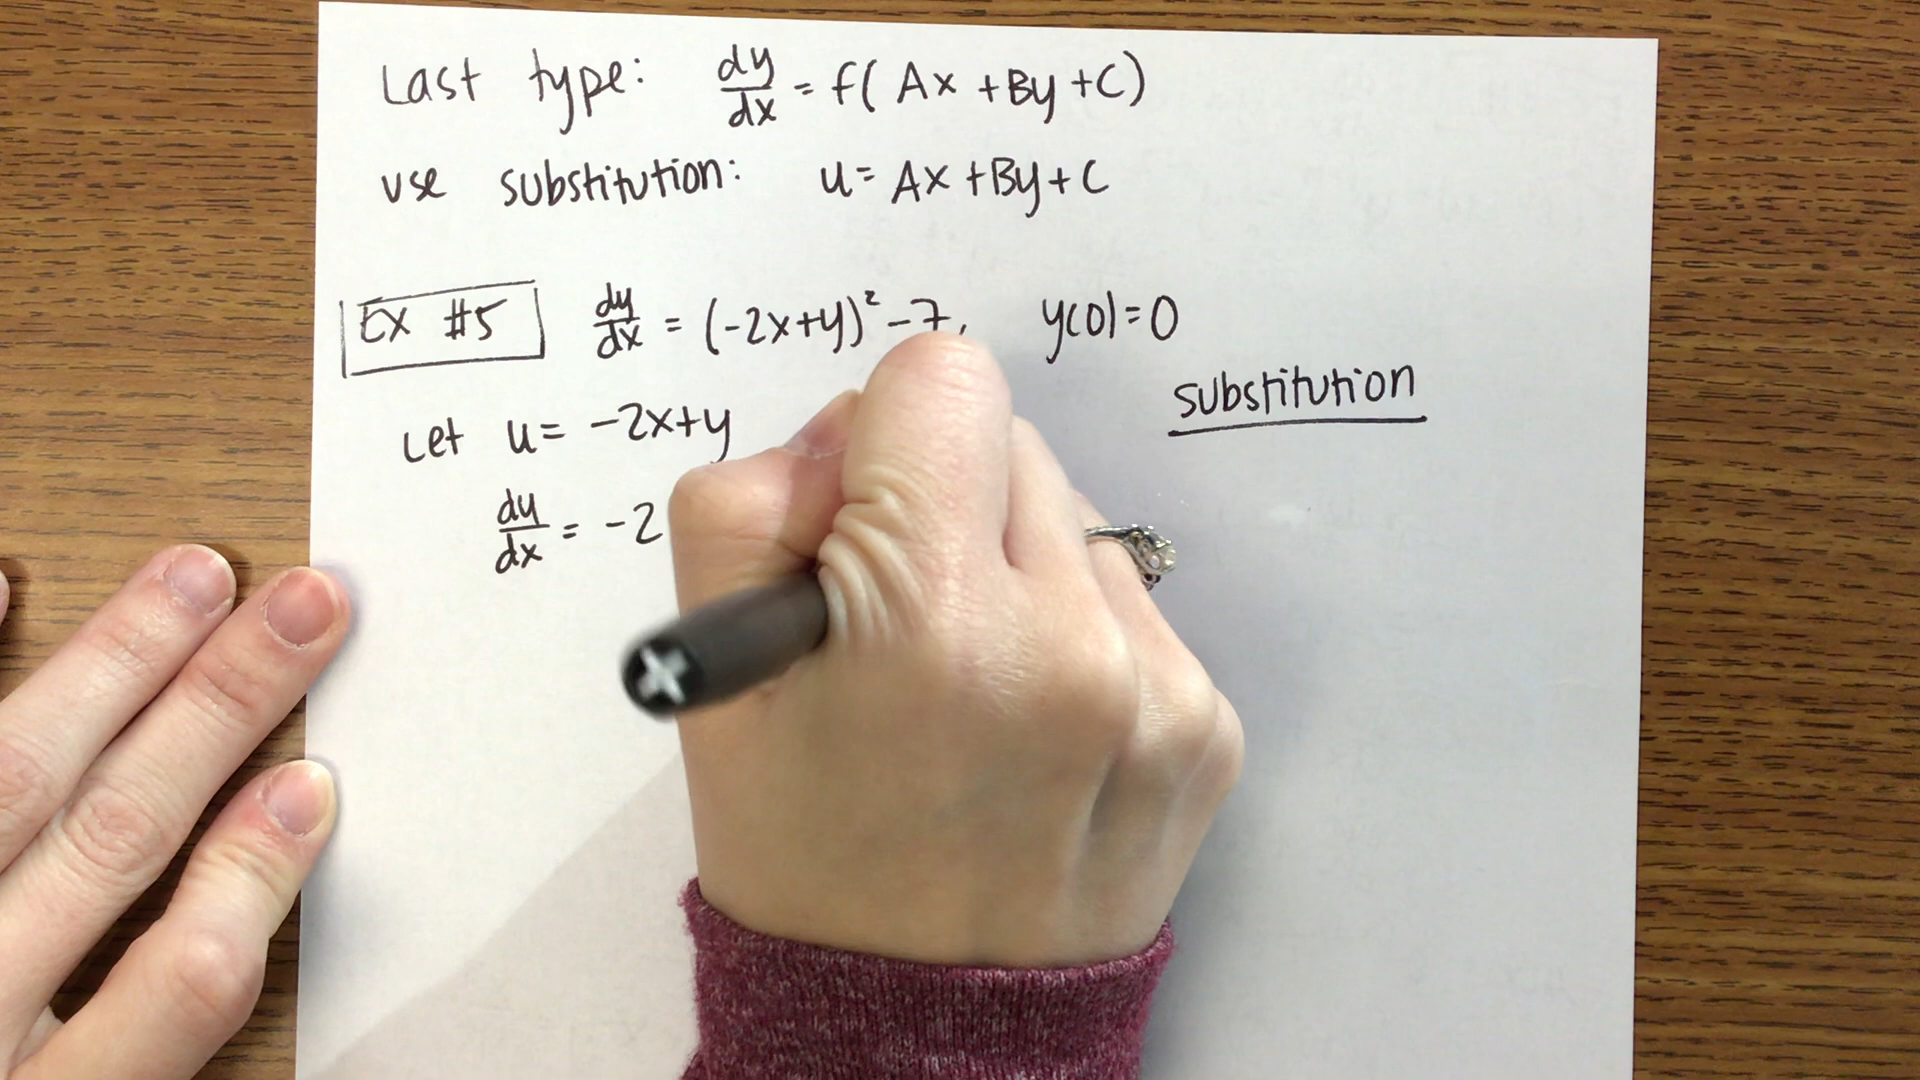 Last type: dy/dx = f(Ax + By + C)
use substitution: u = Ax + By + C
EX #5 dy/dx = (-2x+y)² - 7, y(0) = 0
substitution
Let u = -2x+y
du/dx = -2